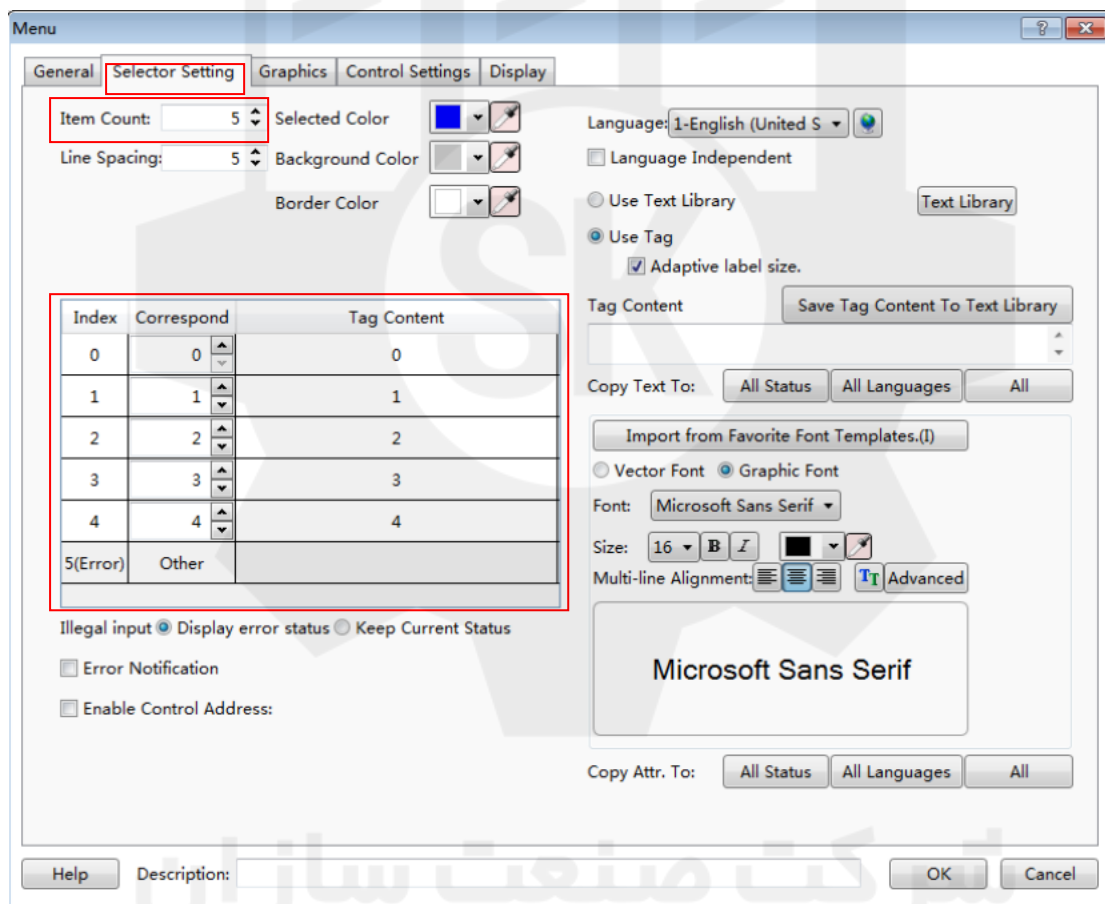 Menu
General Selector Setting Graphics Control Settings Display
Item Count: 5 Selected Color
Line Spacing: 5 Background Color
Border Color
Language: 1-English (United S
Language Independent
Use Text Library Text Library
Use Tag
Adaptive label size.
Tag Content Save Tag Content To Text Library
Copy Text To: All Status All Languages All
Index Correspond Tag Content
0 0 0
1 1 1
2 2 2
3 3 3
4 4 4
5(Error) Other
Illegal input Display error status Keep Current Status
Error Notification
Enable Control Address:
Import from Favorite Font Templates.(I)
Vector Font Graphic Font
Font: Microsoft Sans Serif
Size: 16 B I
Multi-line Alignment: TT Advanced
Microsoft Sans Serif
Copy Attr. To: All Status All Languages All
Help Description: OK Cancel
SK
شرکت صنعت سازان